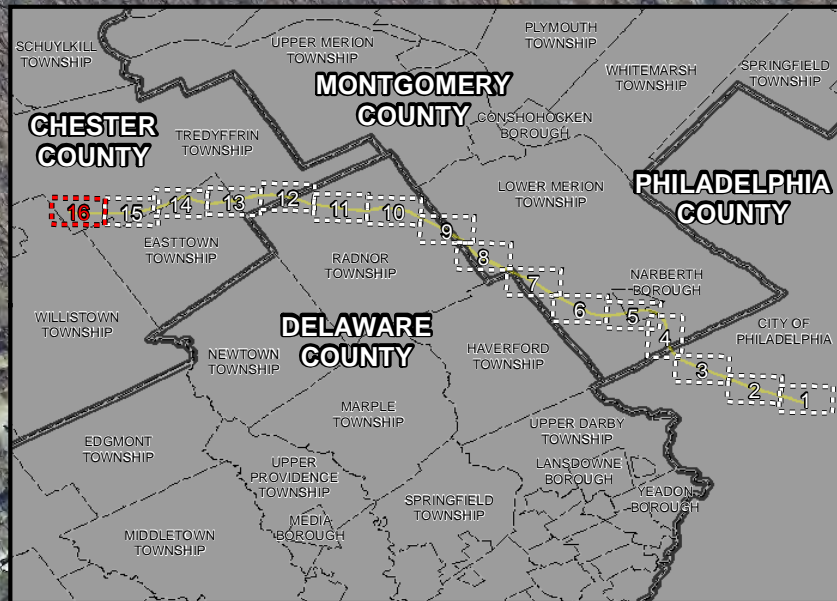 PLYMOUTH
TOWNSHIP
SCHUYLKILL
TOWNSHIP
UPPER MERION
TOWNSHIP
WHITEMARSH
TOWNSHIP
SPRINGFIELD
TOWNSHIP
MONTGOMERY
COUNTY
CONSHOHOCKEN
BOROUGH
CHESTER
COUNTY
TREDYFFRIN
TOWNSHIP
LOWER MERION
TOWNSHIP
PHILADELPHIA
COUNTY
16
15
14
13
12
11
10
9
8
7
6
5
4
3
2
1
EASTTOWN
TOWNSHIP
RADNOR
TOWNSHIP
NARBERTH
BOROUGH
WILLISTOWN
TOWNSHIP
DELAWARE
COUNTY
CITY OF
PHILADELPHIA
NEWTOWN
TOWNSHIP
HAVERFORD
TOWNSHIP
MARPLE
TOWNSHIP
EDGMONT
TOWNSHIP
UPPER DARBY
TOWNSHIP
UPPER
PROVIDENCE
TOWNSHIP
LANSDOWNE
BOROUGH
SPRINGFIELD
TOWNSHIP
YEADON
BOROUGH
MEDIA
BOROUGH
MIDDLETOWN
TOWNSHIP